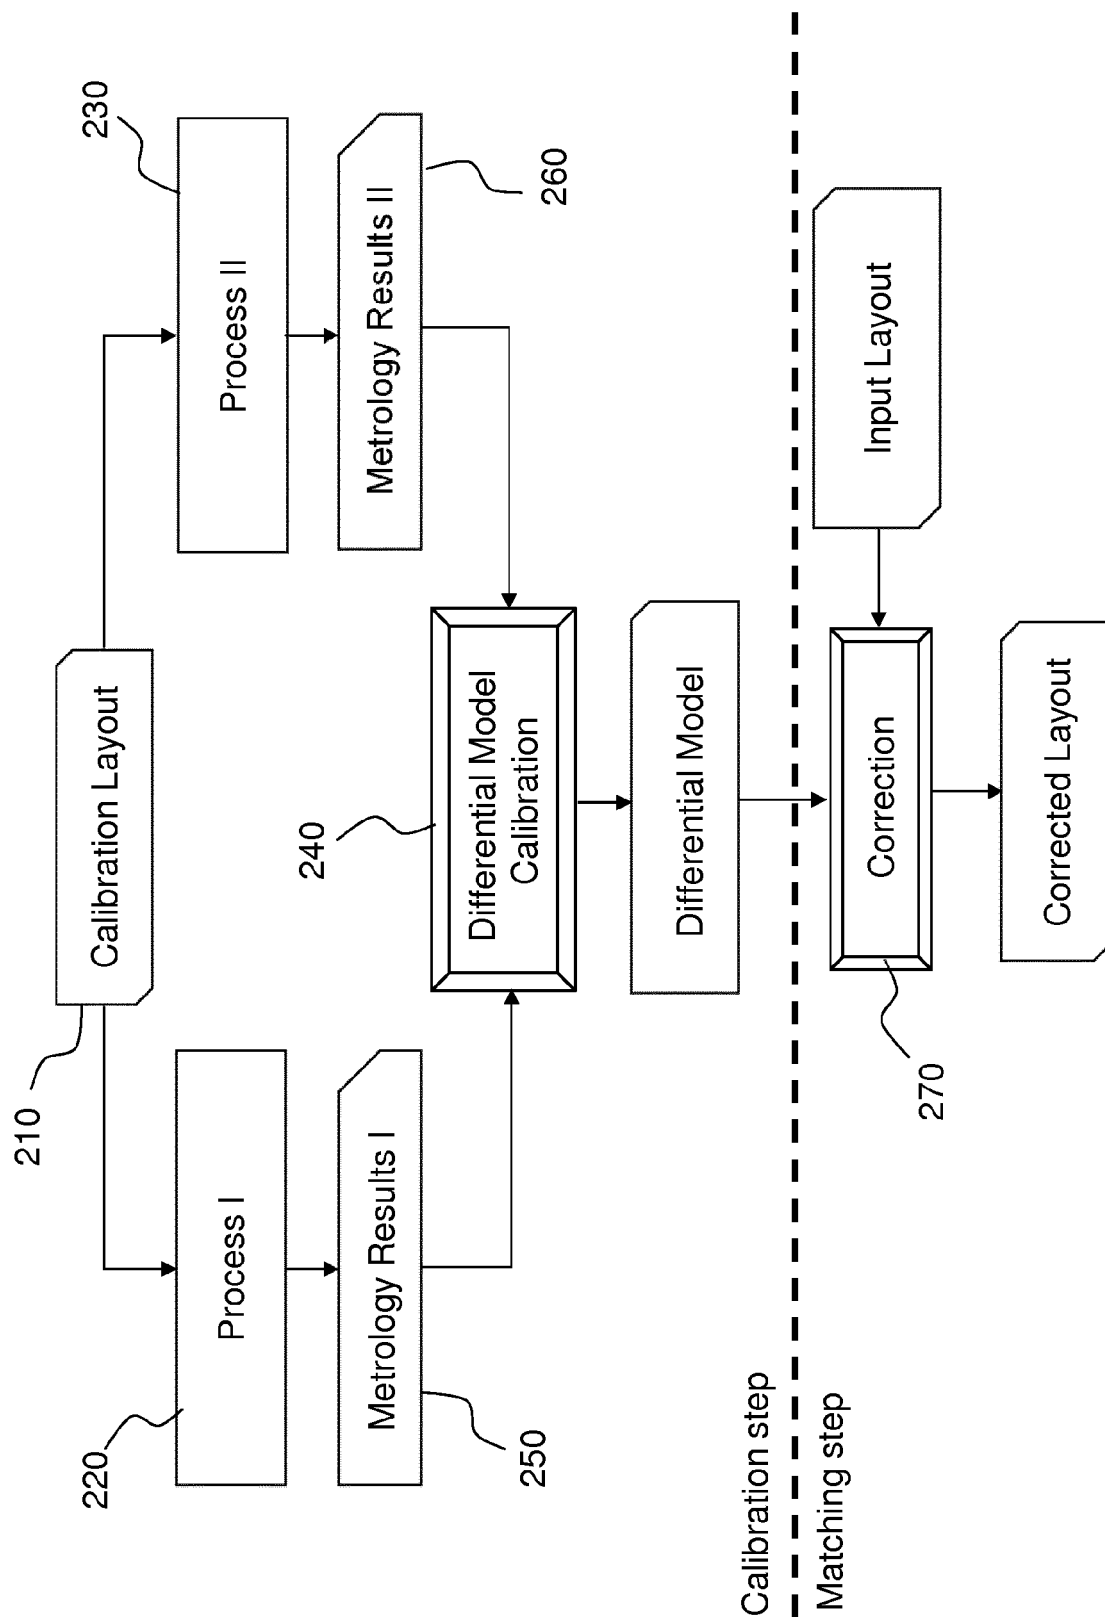 210
Calibration Layout
220
Process I
230
Process II
Metrology Results I
250
Metrology Results II
260
240
Differential Model
Calibration
Differential Model
Calibration step
Matching step
270
Correction
Input Layout
Corrected Layout